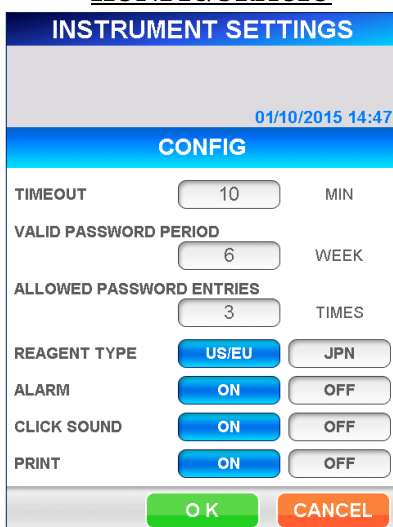 INSTRUMENT SETTINGS
01/10/2015 14:47
CONFIG
TIMEOUT 10 MIN
VALID PASSWORD PERIOD
6 WEEK
ALLOWED PASSWORD ENTRIES
3 TIMES
REAGENT TYPE US/EU JPN
ALARM ON OFF
CLICK SOUND ON OFF
PRINT ON OFF
O K CANCEL